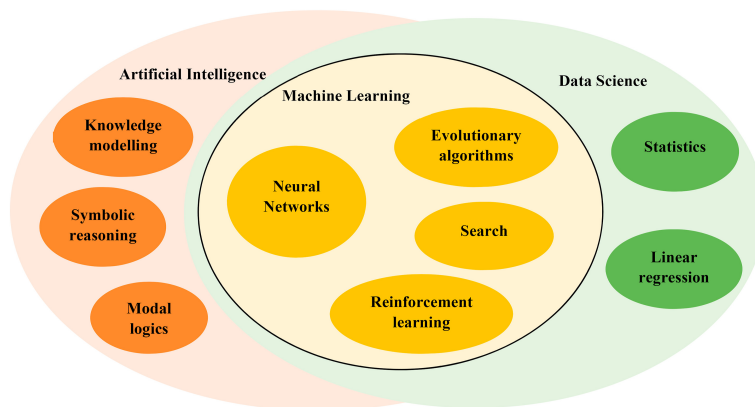 Artificial Intelligence
Knowledge
modelling
Symbolic
reasoning
Modal
logics
Machine Learning
Neural
Networks
Evolutionary
algorithms
Search
Reinforcement
learning
Data Science
Statistics
Linear
regression